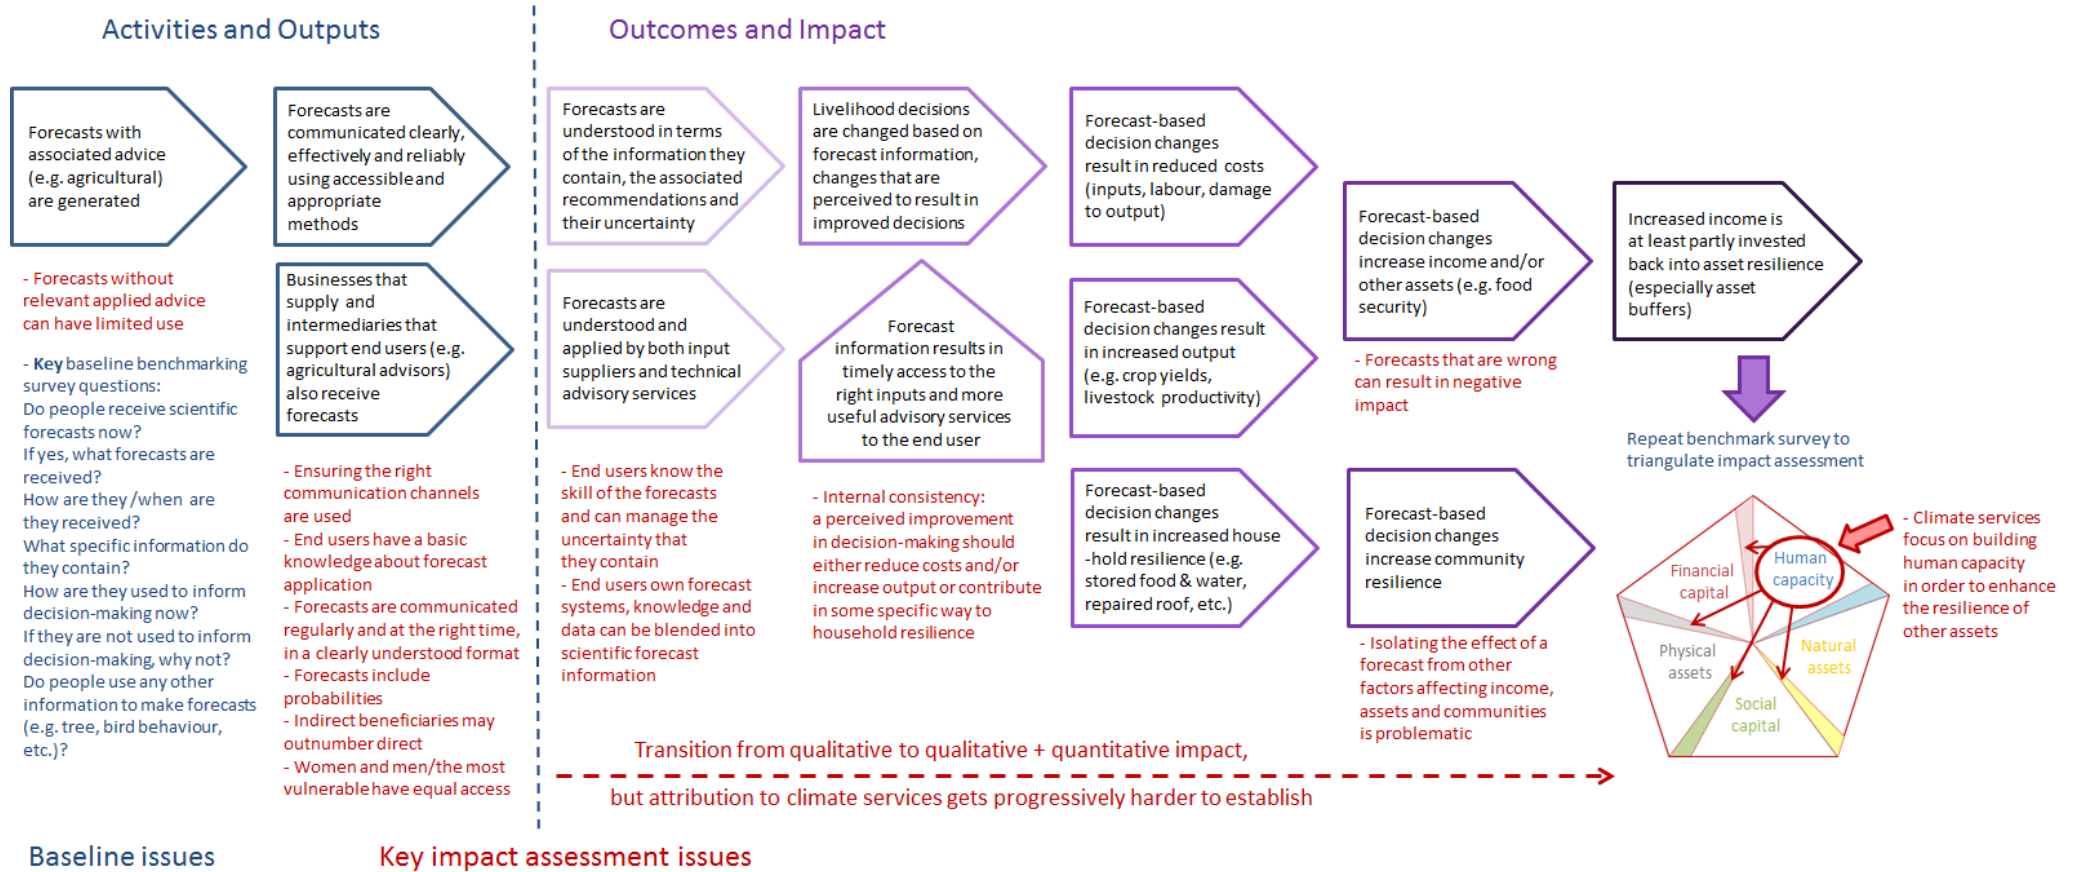 Activities and Outputs
Outcomes and Impact
Forecasts with
associated advice
(e.g. agricultural)
are generated
- Forecasts without
relevant applied advice
can have limited use
- Key baseline benchmarking
survey questions:
Do people receive scientific
forecasts now?
If yes, what forecasts are
received?
How are they /when are
they received?
What specific information do
they contain?
How are they used to inform
decision-making now?
If they are not used to inform
decision-making, why not?
Do people use any other
information to make forecasts
(e.g. tree, bird behaviour,
etc.)?
Forecasts are
communicated clearly,
effectively and reliably
using accessible and
appropriate
methods
Businesses that
supply and
intermediaries that
support end users (e.g.
agricultural advisors)
also receive
forecasts
- Ensuring the right
communication channels
are used
- End users have a basic
knowledge about forecast
application
- Forecasts are communicated
regularly and at the right time,
in a clearly understood format
- Forecasts include
probabilities
- Indirect beneficiaries may
outnumber direct
- Women and men/the most
vulnerable have equal access
Forecasts are
understood in terms
of the information they
contain, the associated
recommendations and
their uncertainty
Forecasts are
understood and
applied by both input
suppliers and technical
advisory services
- End users know the
skill of the forecasts
and can manage the
uncertainty that
they contain
- End users own forecast
systems, knowledge and
data can be blended into
scientific forecast
information
Livelihood decisions
are changed based on
forecast information,
changes that are
perceived to result in
improved decisions
Forecast
information results in
timely access to the
right inputs and more
useful advisory services
to the end user
- Internal consistency:
a perceived improvement
in decision-making should
either reduce costs and/or
increase output or contribute
in some specific way to
household resilience
Forecast-based
decision changes
result in reduced costs
(inputs, labour, damage
to output)
Forecast-based
decision changes result
in increased output
(e.g. crop yields,
livestock productivity)
Forecast-based
decision changes
result in increased house
-hold resilience (e.g.
stored food & water,
repaired roof, etc.)
Forecast-based
decision changes
increase income and/or
other assets (e.g. food
security)
- Forecasts that are wrong
can result in negative
impact
Forecast-based
decision changes
increase community
resilience
- Isolating the effect of a
forecast from other
factors affecting income,
assets and communities
is problematic
Increased income is
at least partly invested
back into asset resilience
(especially asset
buffers)
Repeat benchmark survey to
triangulate impact assessment
Human
capacity
Financial
capital
Physical
assets
Natural
assets
Social
capital
- Climate services
focus on building
human capacity
in order to enhance
the resilience of
other assets
Transition from qualitative to qualitative + quantitative impact,
but attribution to climate services gets progressively harder to establish
Baseline issues
Key impact assessment issues